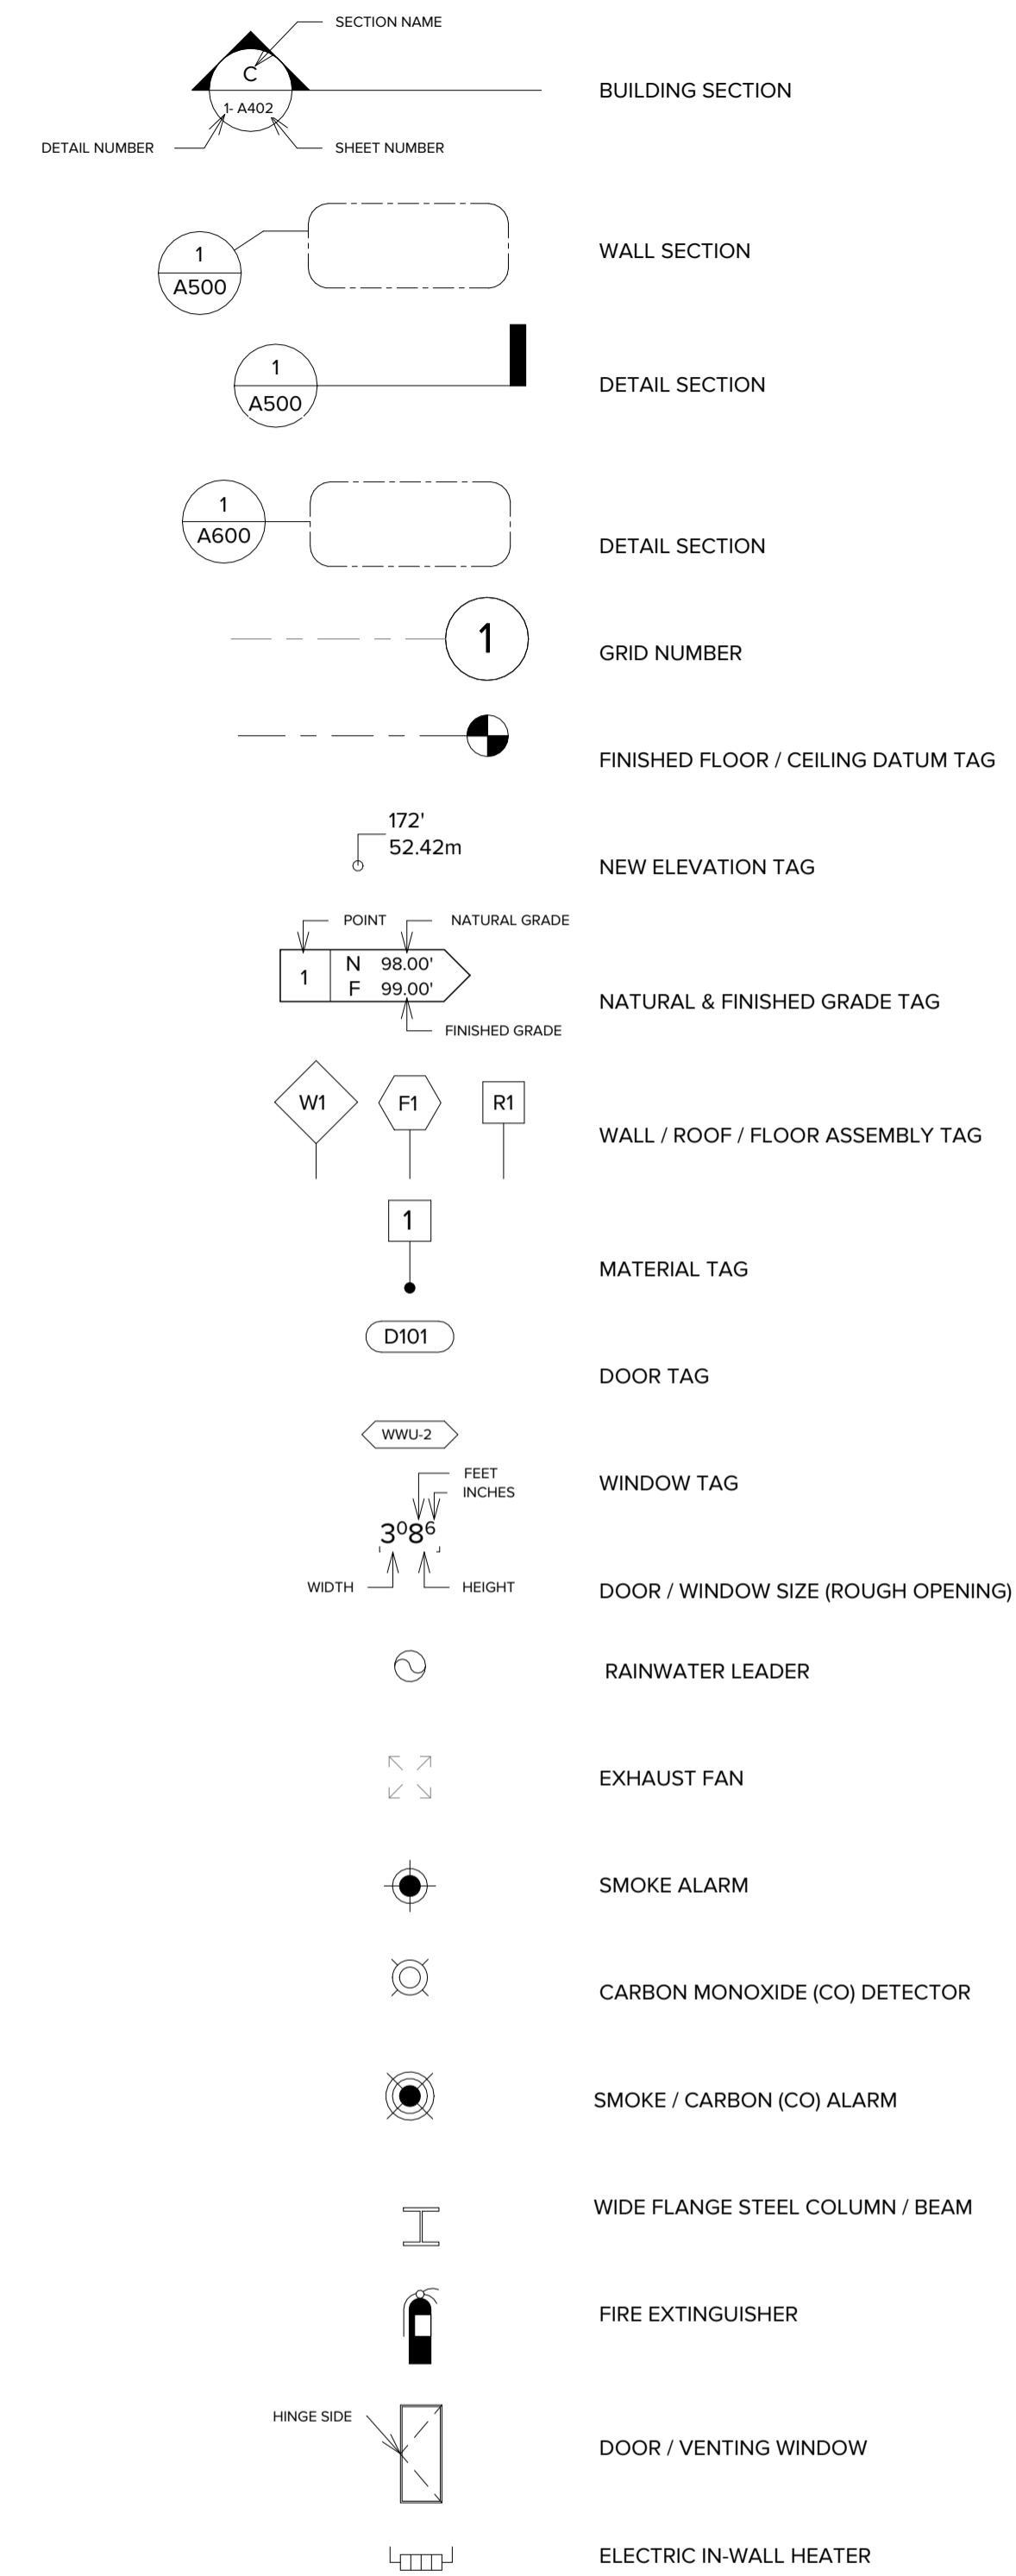 SECTION NAME
C
1- A402
BUILDING SECTION
DETAIL NUMBER
SHEET NUMBER
1
A500
WALL SECTION
1
A500
DETAIL SECTION
1
A600
DETAIL SECTION
1
GRID NUMBER
FINISHED FLOOR / CEILING DATUM TAG
172'
52.42m
NEW ELEVATION TAG
POINT
NATURAL GRADE
1
N 98.00'
F 99.00'
FINISHED GRADE
NATURAL & FINISHED GRADE TAG
W1
F1
R1
WALL / ROOF / FLOOR ASSEMBLY TAG
1
MATERIAL TAG
D101
DOOR TAG
WWU-2
WINDOW TAG
FEET
INCHES
3⁰8⁶
WIDTH
HEIGHT
DOOR / WINDOW SIZE (ROUGH OPENING)
RAINWATER LEADER
EXHAUST FAN
SMOKE ALARM
CARBON MONOXIDE (CO) DETECTOR
SMOKE / CARBON (CO) ALARM
WIDE FLANGE STEEL COLUMN / BEAM
FIRE EXTINGUISHER
HINGE SIDE
DOOR / VENTING WINDOW
ELECTRIC IN-WALL HEATER